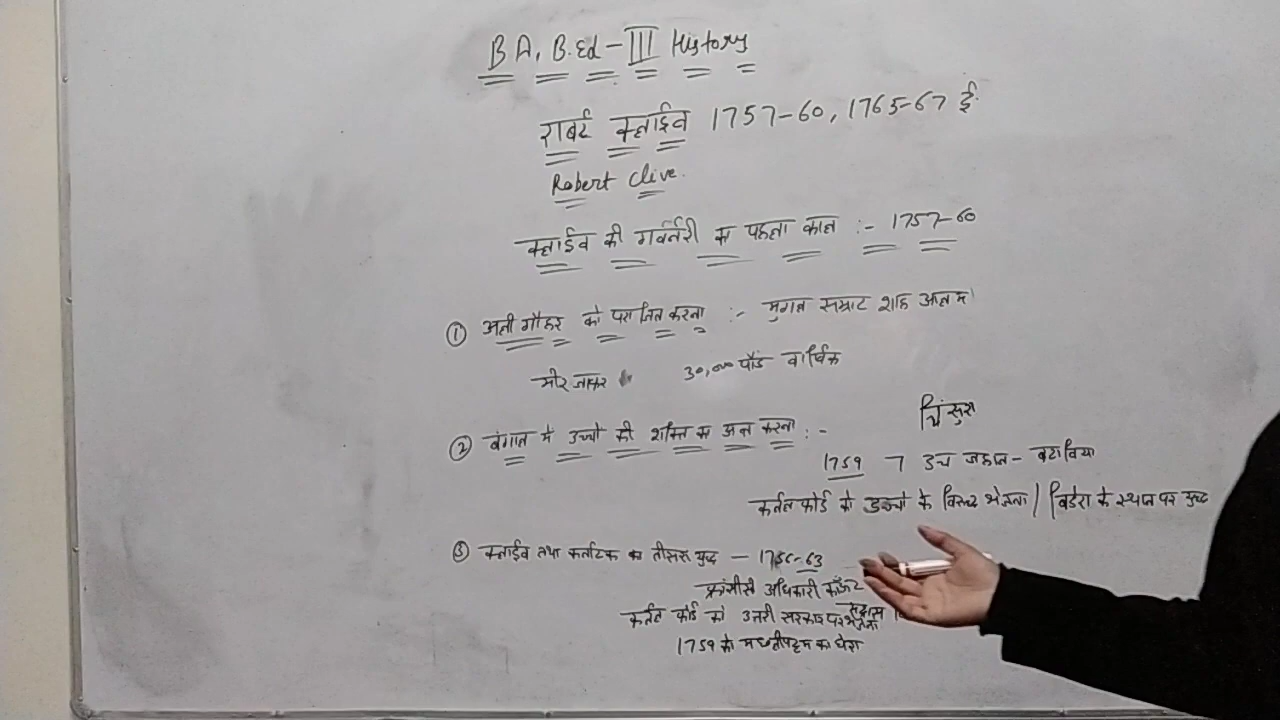 B A, B.Ed - III History
राबर्ट क्लाईव 1757-60, 1765-67 ई.
Robert Clive.
क्लाईव की गवर्नरी का पहला काल :- 1757-60
① अली गौहर को पराजित करना :- मुगल सम्राट शाह आलम
मीर जाफर 30,000 पौंड वार्षिक
② बंगाल में डच्चों की शक्ति का अन्त करना :-
चिंसुरा
1759 7 डच जहाज - बटाविया
कर्नल फोर्ड को डच्चों के विरुद्ध भेजना / बिडेरा के स्थान पर युद्ध
③ क्लाईव तथा कर्नाटक का तीसरा युद्ध - 1756-63
फ्रांसीसी अधिकारी काऊंट
कर्नल फोर्ड को उत्तरी सरकार पर भेजना मद्रास
1759 को मछलीपट्टम का घेरा